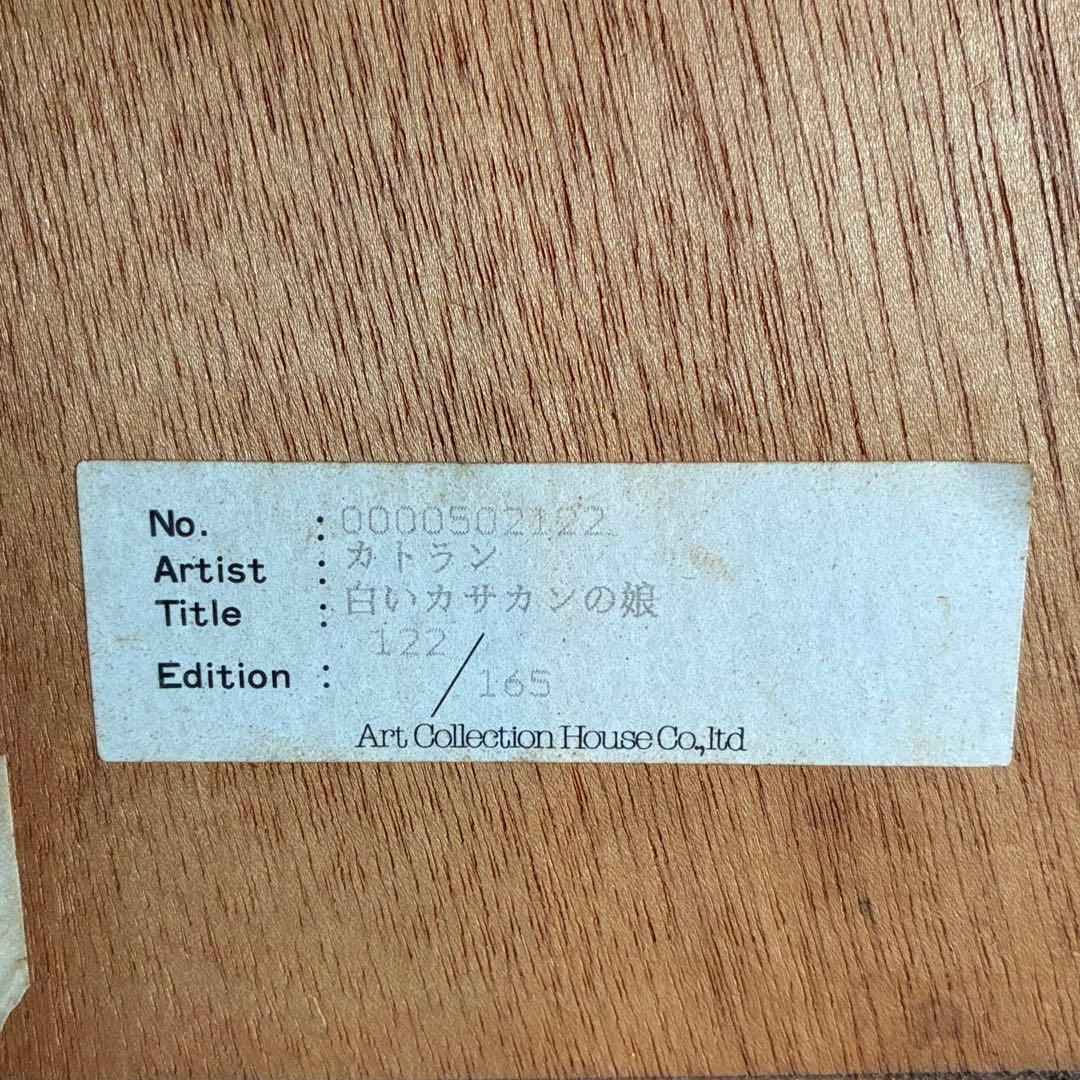 No. : 0000502122
Artist : カトラン
Title : 白いカサカンの娘
Edition : 122/165
Art Collection House Co.,ltd